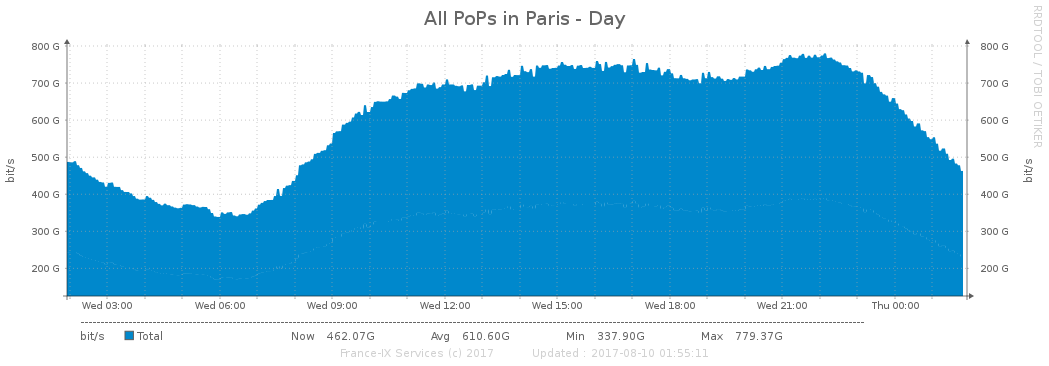 All PoPs in Paris - Day
RRDTOOL / TOBI OETIKER
bit/s
800 G
700 G
600 G
500 G
400 G
300 G
200 G
800 G
700 G
600 G
500 G
400 G
300 G
200 G
bit/s
Wed 03:00 Wed 06:00 Wed 09:00 Wed 12:00 Wed 15:00 Wed 18:00 Wed 21:00 Thu 00:00
bit/s Total Now 462.07G Avg 610.60G Min 337.90G Max 779.37G
France-IX Services (c) 2017 Updated : 2017-08-10 01:55:11